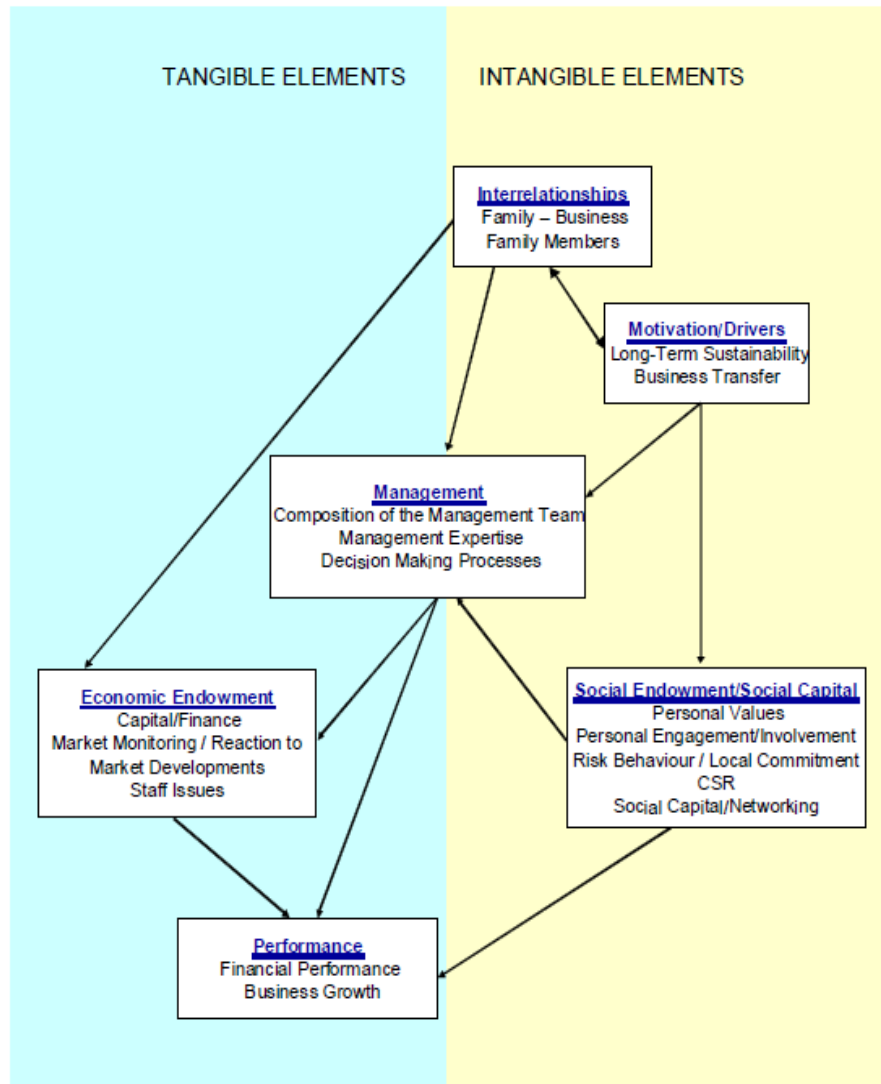 TANGIBLE ELEMENTS
INTANGIBLE ELEMENTS
Interrelationships
Family – Business
Family Members
Motivation/Drivers
Long-Term Sustainability
Business Transfer
Management
Composition of the Management Team
Management Expertise
Decision Making Processes
Economic Endowment
Capital/Finance
Market Monitoring / Reaction to
Market Developments
Staff Issues
Social Endowment/Social Capital
Personal Values
Personal Engagement/Involvement
Risk Behaviour / Local Commitment
CSR
Social Capital/Networking
Performance
Financial Performance
Business Growth